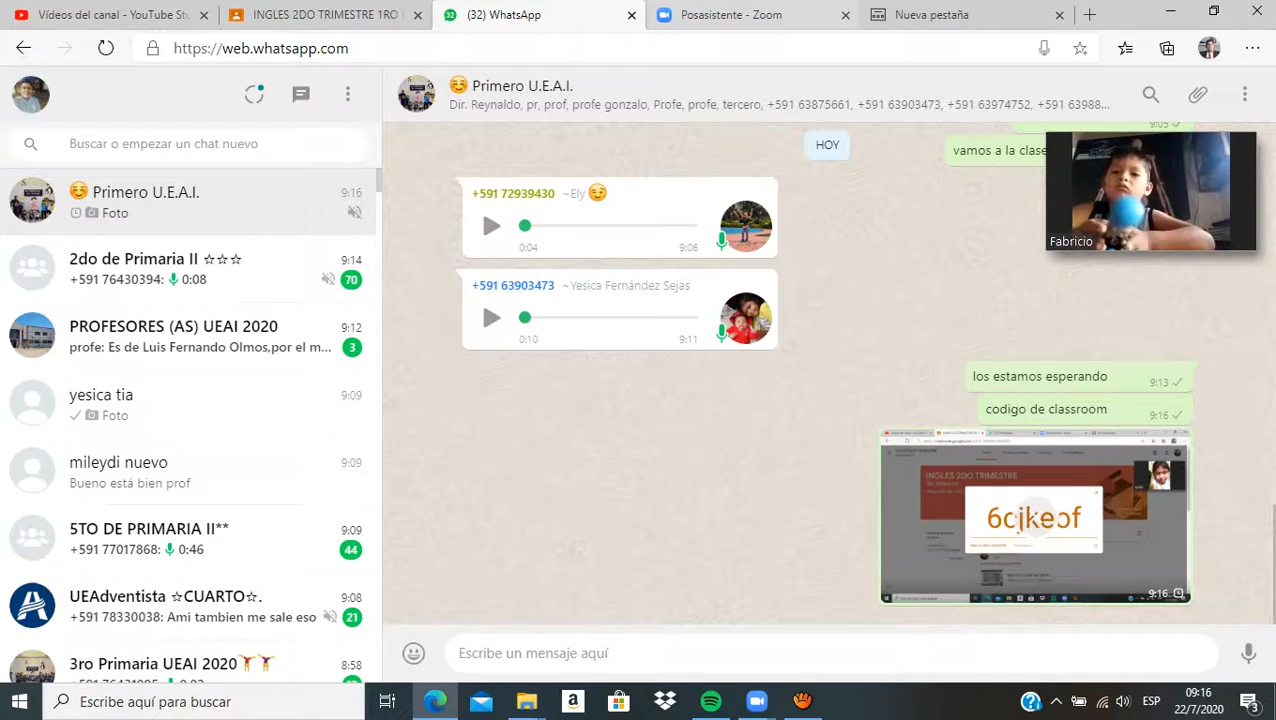 Vídeos del canal - YouTube Stu
INGLES 2DO TRIMESTRE 1RO
(32) WhatsApp
Posasistente - Zoom
Nueva pestaña
https://web.whatsapp.com
Buscar o empezar un chat nuevo
Primero U.E.A.I. 9:16
Foto
2do de Primaria II ☆☆☆ 9:14
+591 76430394: 0:08 70
PROFESORES (AS) UEAI 2020 9:12
profe: Es de Luis Fernando Olmos,por el m... 3
yesica tia 9:09
Foto
mileydi nuevo 9:09
Bueno está bien prof
5TO DE PRIMARIA II** 9:09
+591 77017868: 0:46 44
UEAdventista ☆CUARTO☆. 9:08
+591 78330038: Ami tambien me sale eso 21
3ro Primaria UEAI 2020 8:58
Primero U.E.A.I.
Dir. Reynaldo, pr, prof, profe gonzalo, Profe, profe, tercero, +591 63875661, +591 63903473, +591 63974752, +591 63988...
9:05
HOY
vamos a la clase
Fabricio
+591 72939430 ~Ely
0:04 9:06
+591 63903473 ~Yesica Fernández Sejas
0:10 9:11
los estamos esperando 9:13
codigo de classroom 9:16
INGLES 2DO TRIMESTRE
9:16
Escribe un mensaje aquí
Escribe aquí para buscar
ESP
09:16
22/7/2020
3